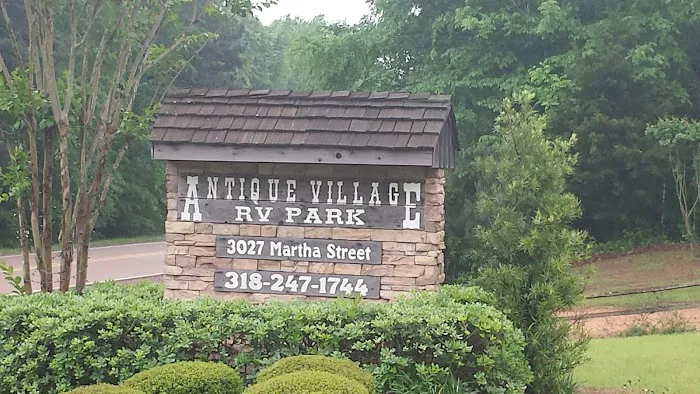 ANTIQUE VILLAGE
RV PARK
3027 Martha Street
318-247-1744